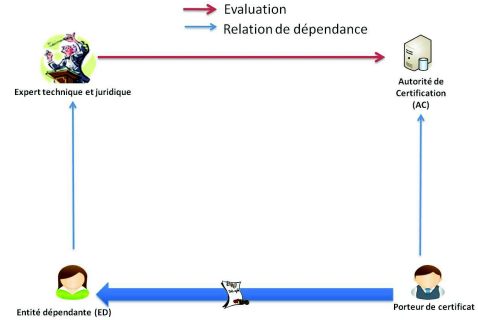 Evaluation
Relation de dépendance
Expert technique et juridique
Autorité de
Certification
(AC)
Entité dépendante (ED)
Porteur de certificat